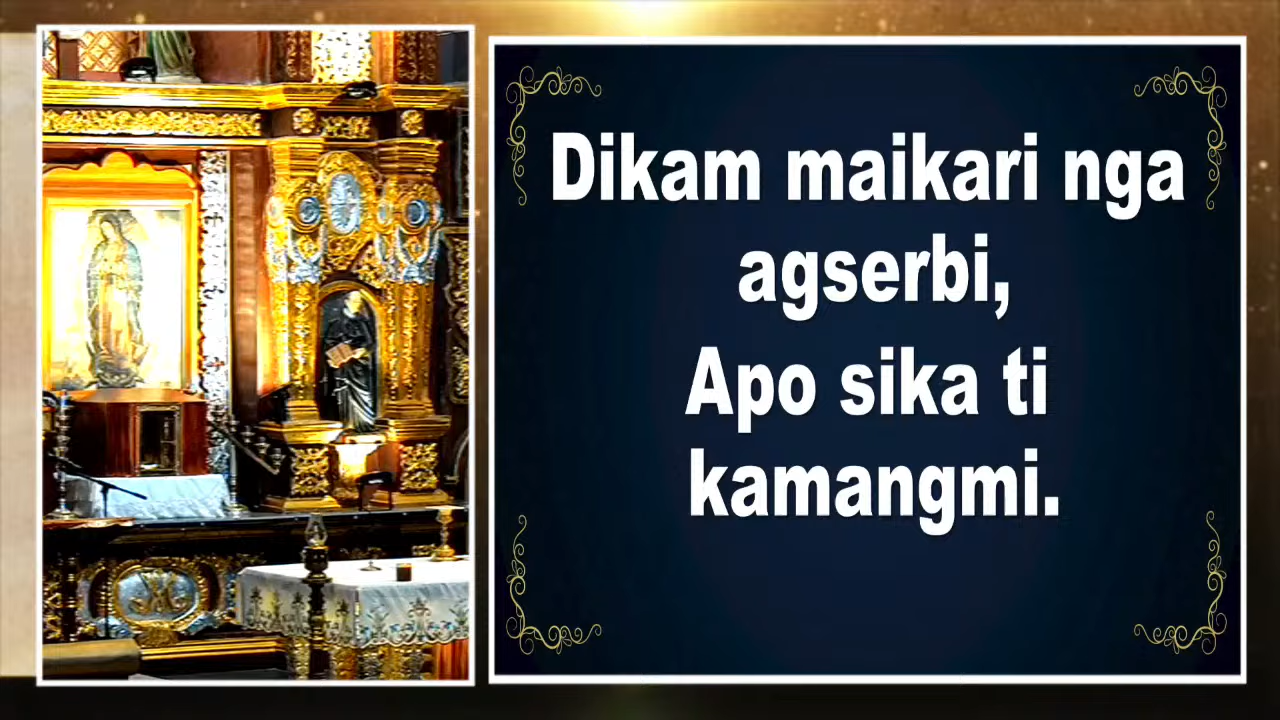 Dikam maikari nga
agserbi,
Apo sika ti
kamangmi.